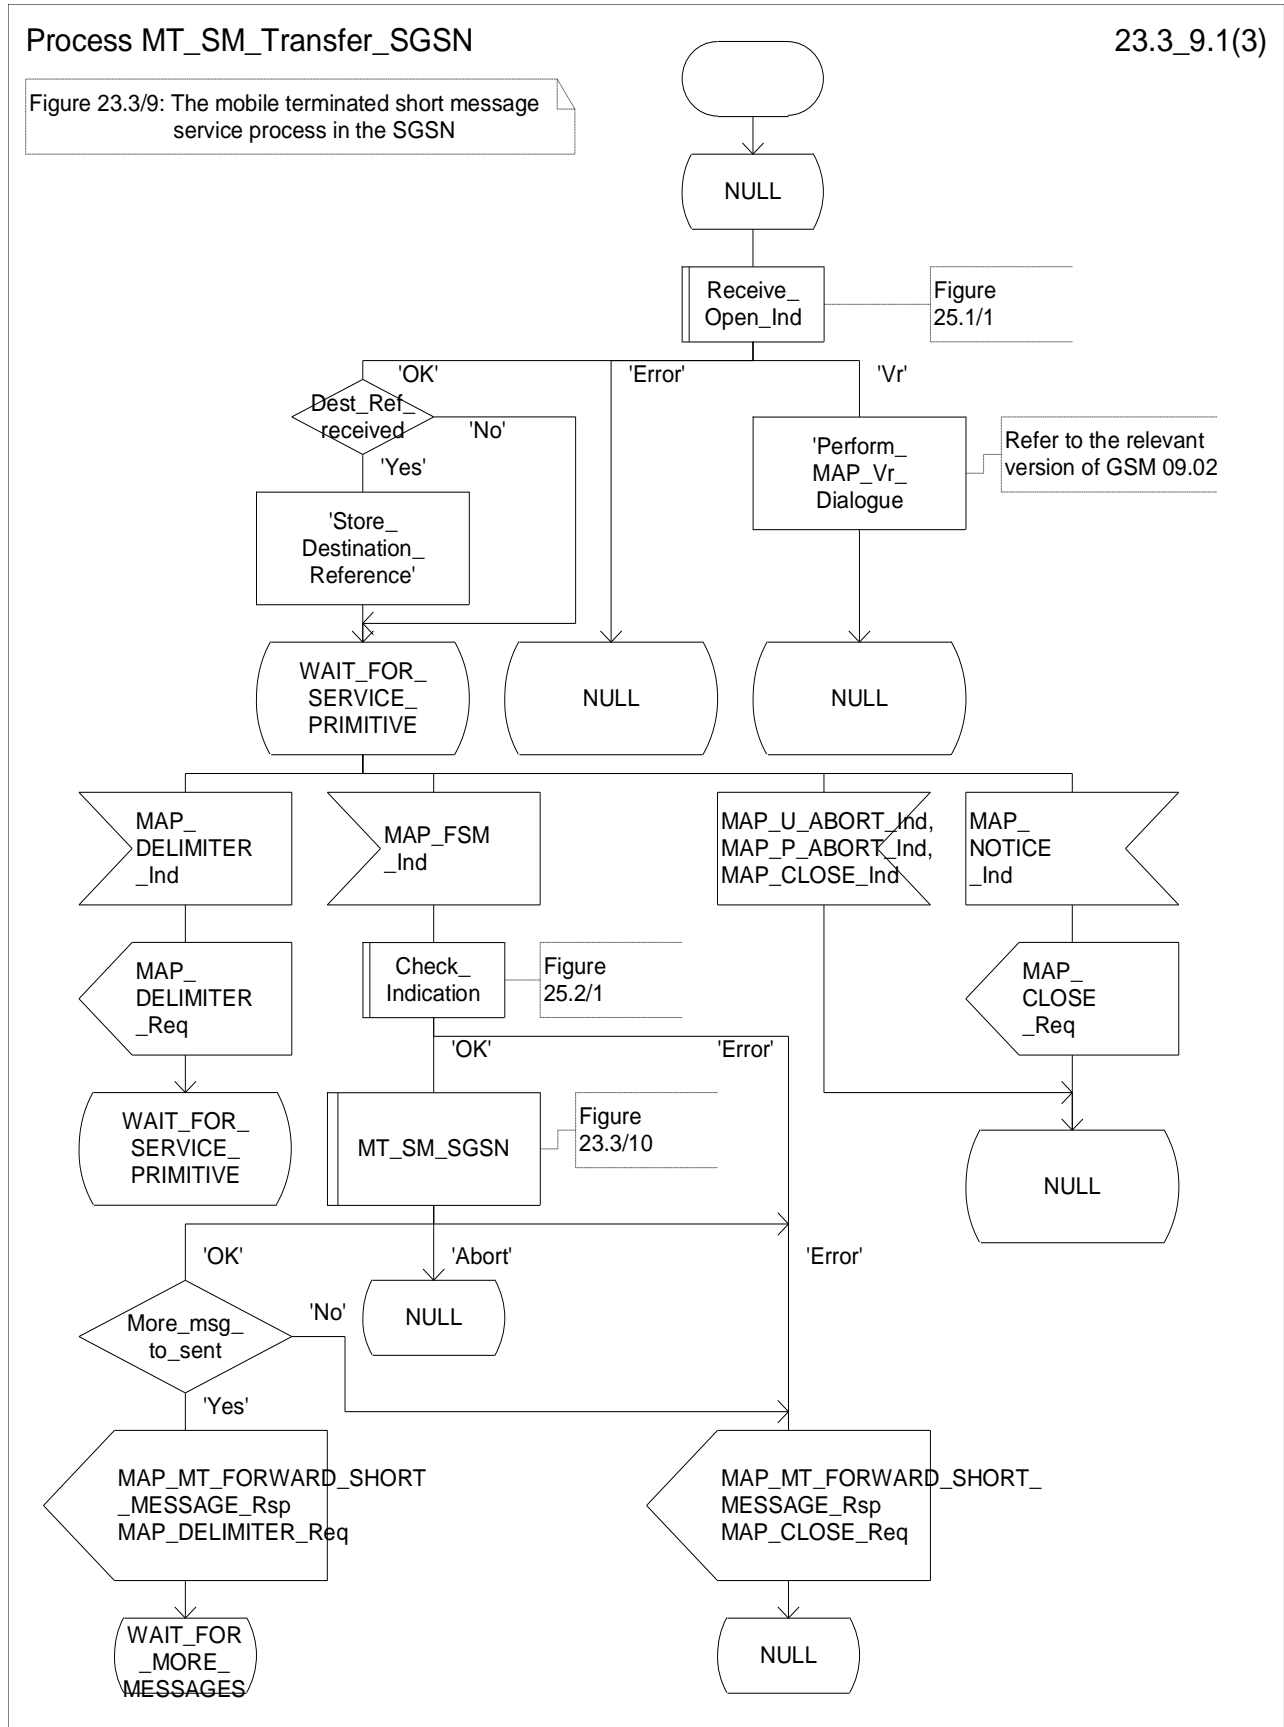 Process MT_SM_Transfer_SGSN
23.3_9.1(3)
Figure 23.3/9: The mobile terminated short message
service process in the SGSN
NULL
Receive_
Open_Ind
Figure
25.1/1
'OK'
'Error'
'Vr'
Dest_Ref_
received
'No'
'Yes'
'Perform_
MAP_Vr_
Dialogue
Refer to the relevant
version of GSM 09.02
'Store_
Destination_
Reference'
WAIT_FOR_
SERVICE_
PRIMITIVE
NULL
NULL
MAP_
DELIMITER
_Ind
MAP_FSM
_Ind
MAP_U_ABORT_Ind,
MAP_P_ABORT_Ind,
MAP_CLOSE_Ind
MAP_
NOTICE
_Ind
MAP_
DELIMITER
_Req
Check_
Indication
Figure
25.2/1
MAP_
CLOSE
_Req
'OK'
'Error'
WAIT_FOR_
SERVICE_
PRIMITIVE
MT_SM_SGSN
Figure
23.3/10
NULL
'OK'
'Abort'
'Error'
More_msg_
to_sent
'No'
NULL
'Yes'
MAP_MT_FORWARD_SHORT
_MESSAGE_Rsp
MAP_DELIMITER_Req
MAP_MT_FORWARD_SHORT_
MESSAGE_Rsp
MAP_CLOSE_Req
WAIT_FOR
_MORE_
MESSAGES
NULL